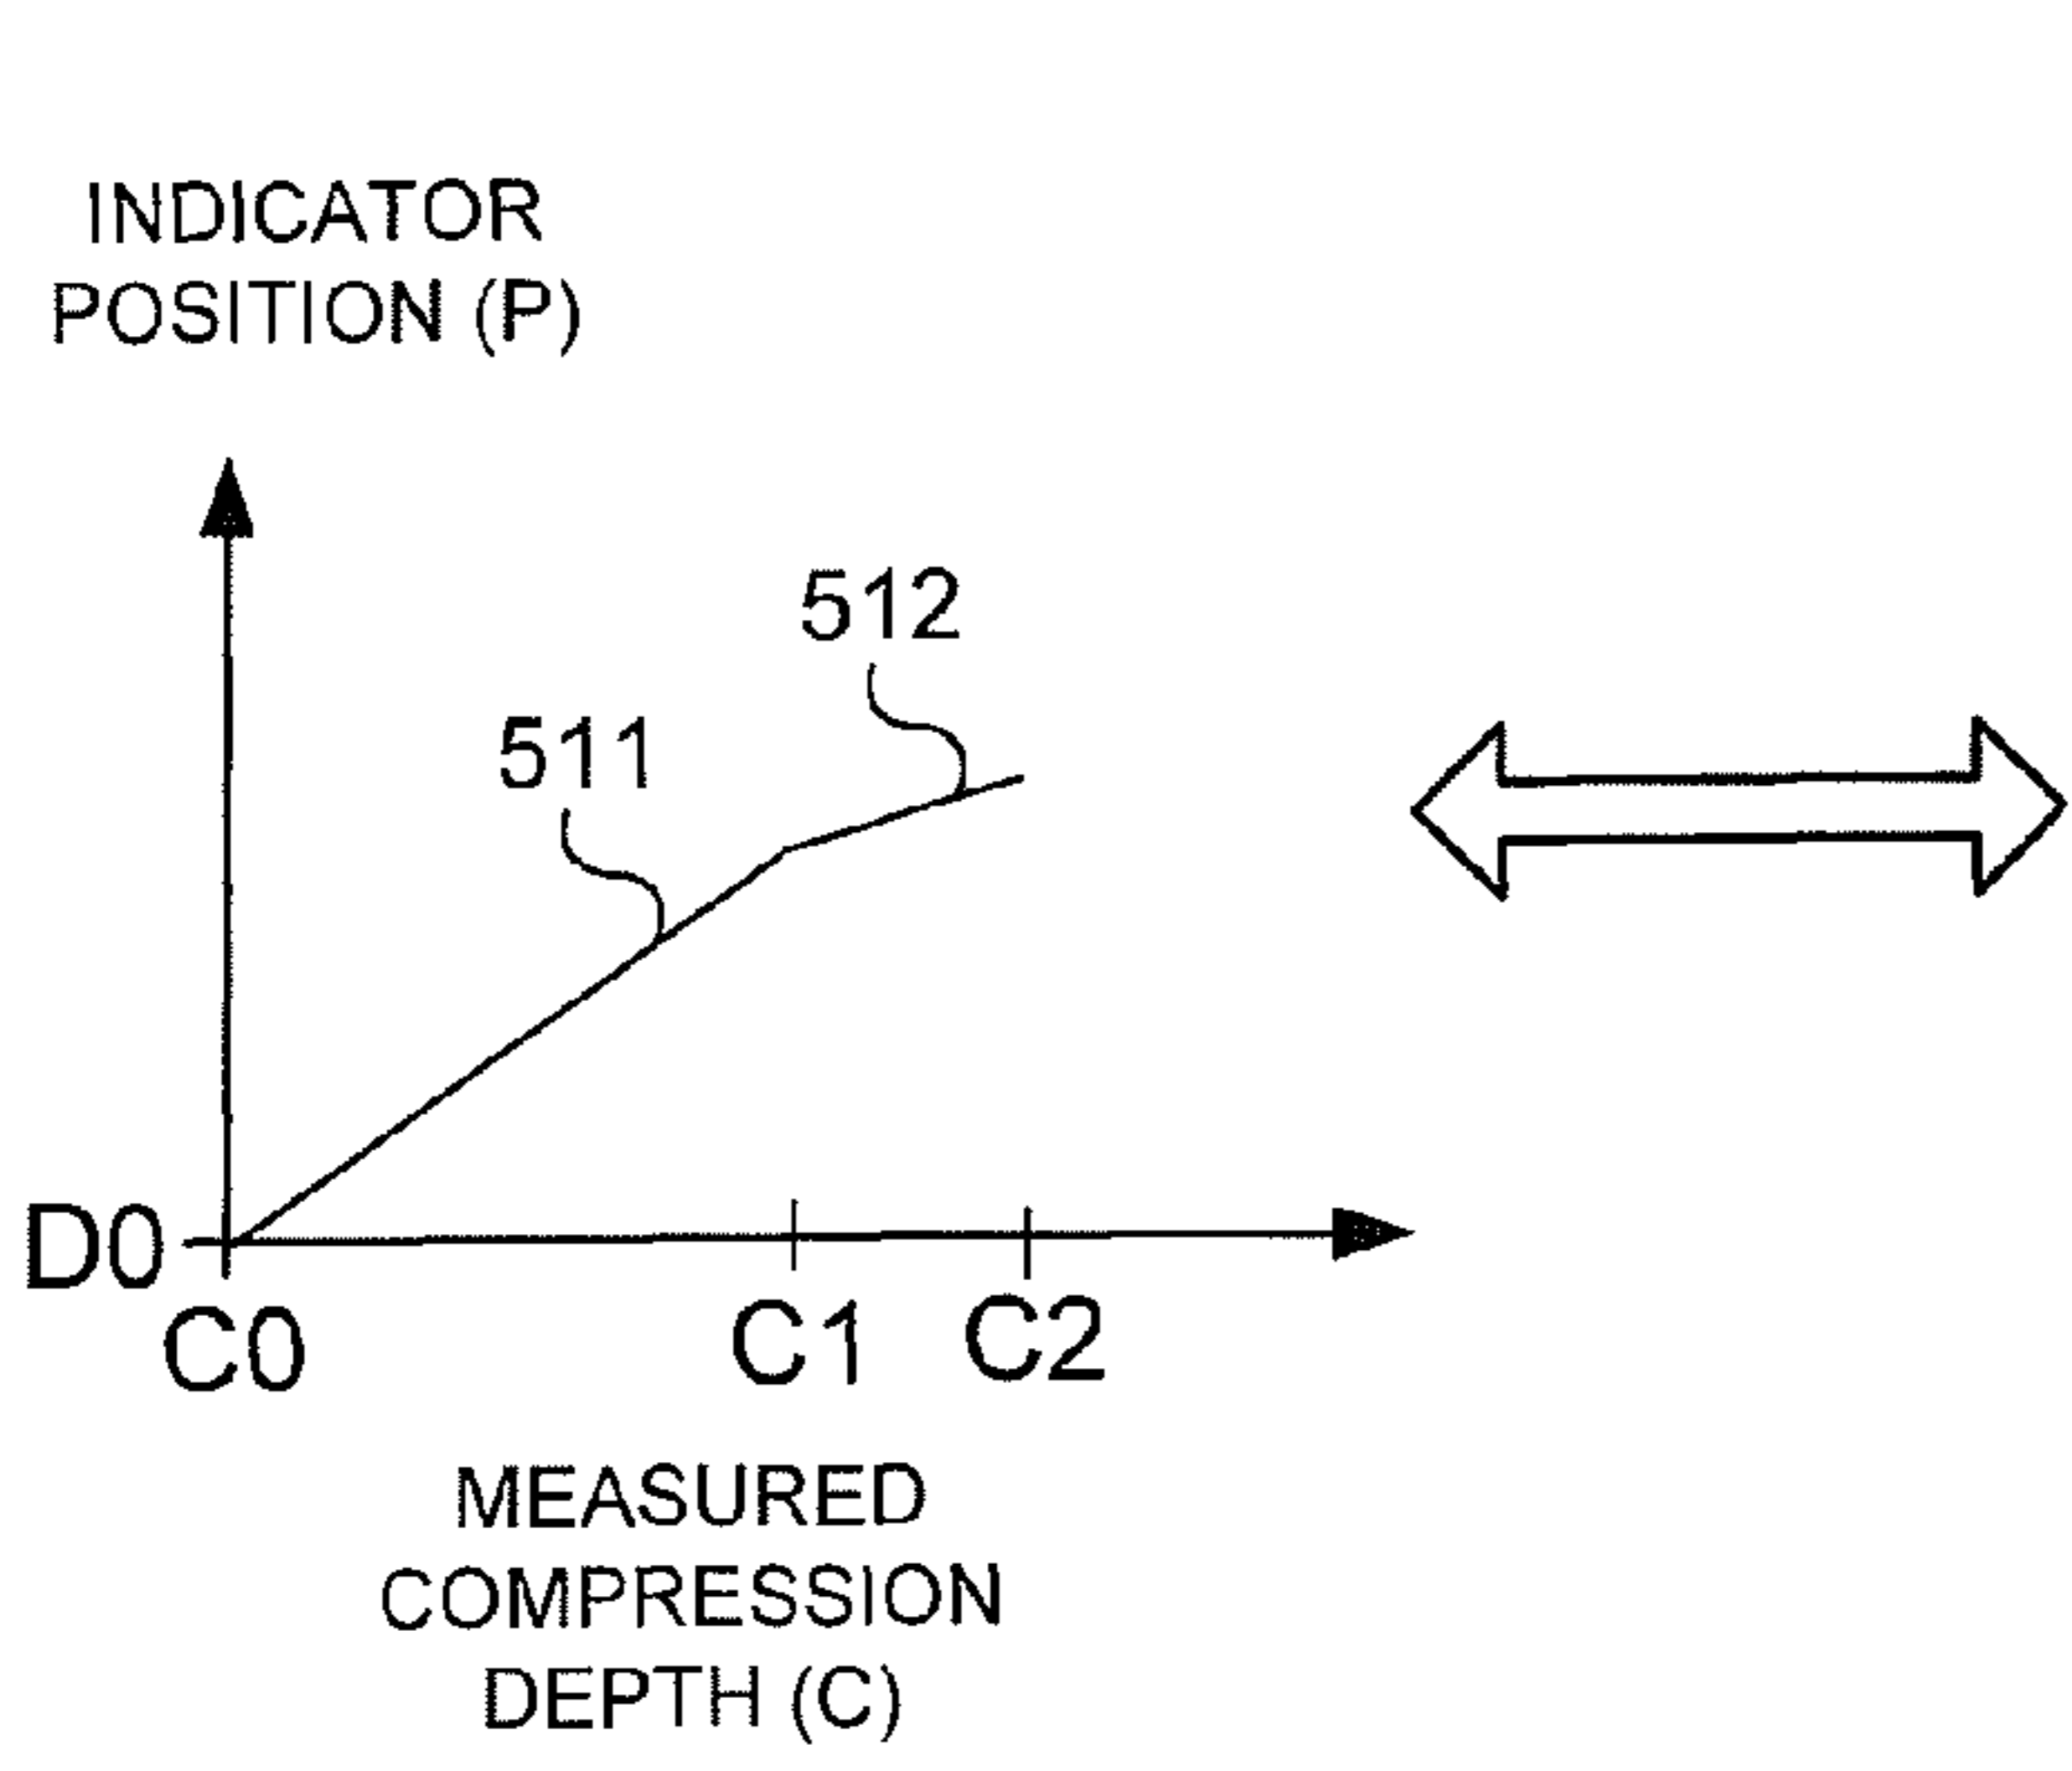 INDICATOR
POSITION (P)
512
511
D0
C0
C1
C2
MEASURED
COMPRESSION
DEPTH (C)